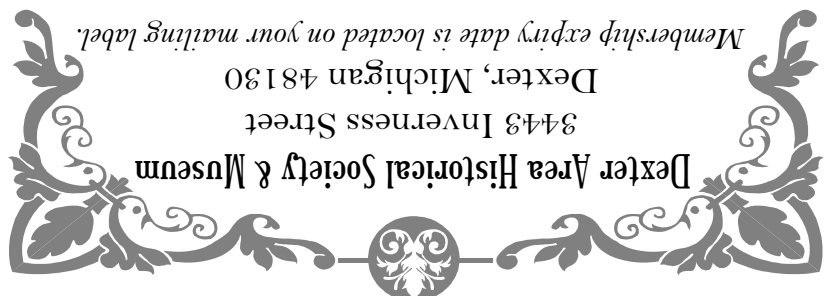 Dexter Area Historical Society & Museum
3443 Inverness Street
Dexter, Michigan 48130
Membership expiry date is located on your mailing label.